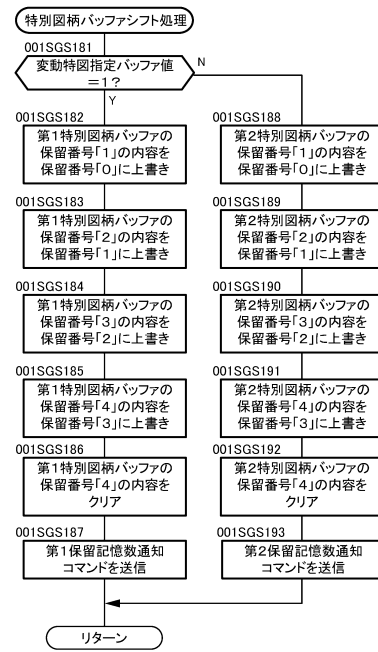 特別図柄バッファシフト処理
001SGS181
変動特図指定バッファ値
=1?
N
Y
001SGS182
第1特別図柄バッファの
保留番号「1」の内容を
保留番号「0」に上書き
001SGS183
第1特別図柄バッファの
保留番号「2」の内容を
保留番号「1」に上書き
001SGS184
第1特別図柄バッファの
保留番号「3」の内容を
保留番号「2」に上書き
001SGS185
第1特別図柄バッファの
保留番号「4」の内容を
保留番号「3」に上書き
001SGS186
第1特別図柄バッファの
保留番号「4」の内容を
クリア
001SGS187
第1保留記憶数通知
コマンドを送信
001SGS188
第2特別図柄バッファの
保留番号「1」の内容を
保留番号「0」に上書き
001SGS189
第2特別図柄バッファの
保留番号「2」の内容を
保留番号「1」に上書き
001SGS190
第2特別図柄バッファの
保留番号「3」の内容を
保留番号「2」に上書き
001SGS191
第2特別図柄バッファの
保留番号「4」の内容を
保留番号「3」に上書き
001SGS192
第2特別図柄バッファの
保留番号「4」の内容を
クリア
001SGS193
第2保留記憶数通知
コマンドを送信
リターン